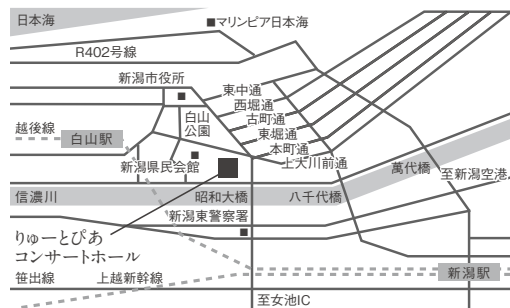 日本海
マリンピア日本海
R402号線
新潟市役所
東中通
西堀通
古町通
東堀通
本町通
上大川前通
白山
公園
越後線
白山駅
新潟県民会館
萬代橋
至新潟空港
信濃川
昭和大橋
八千代橋
新潟東警察署
りゅーとぴあ
コンサートホール
新潟駅
笹出線
上越新幹線
至女池IC